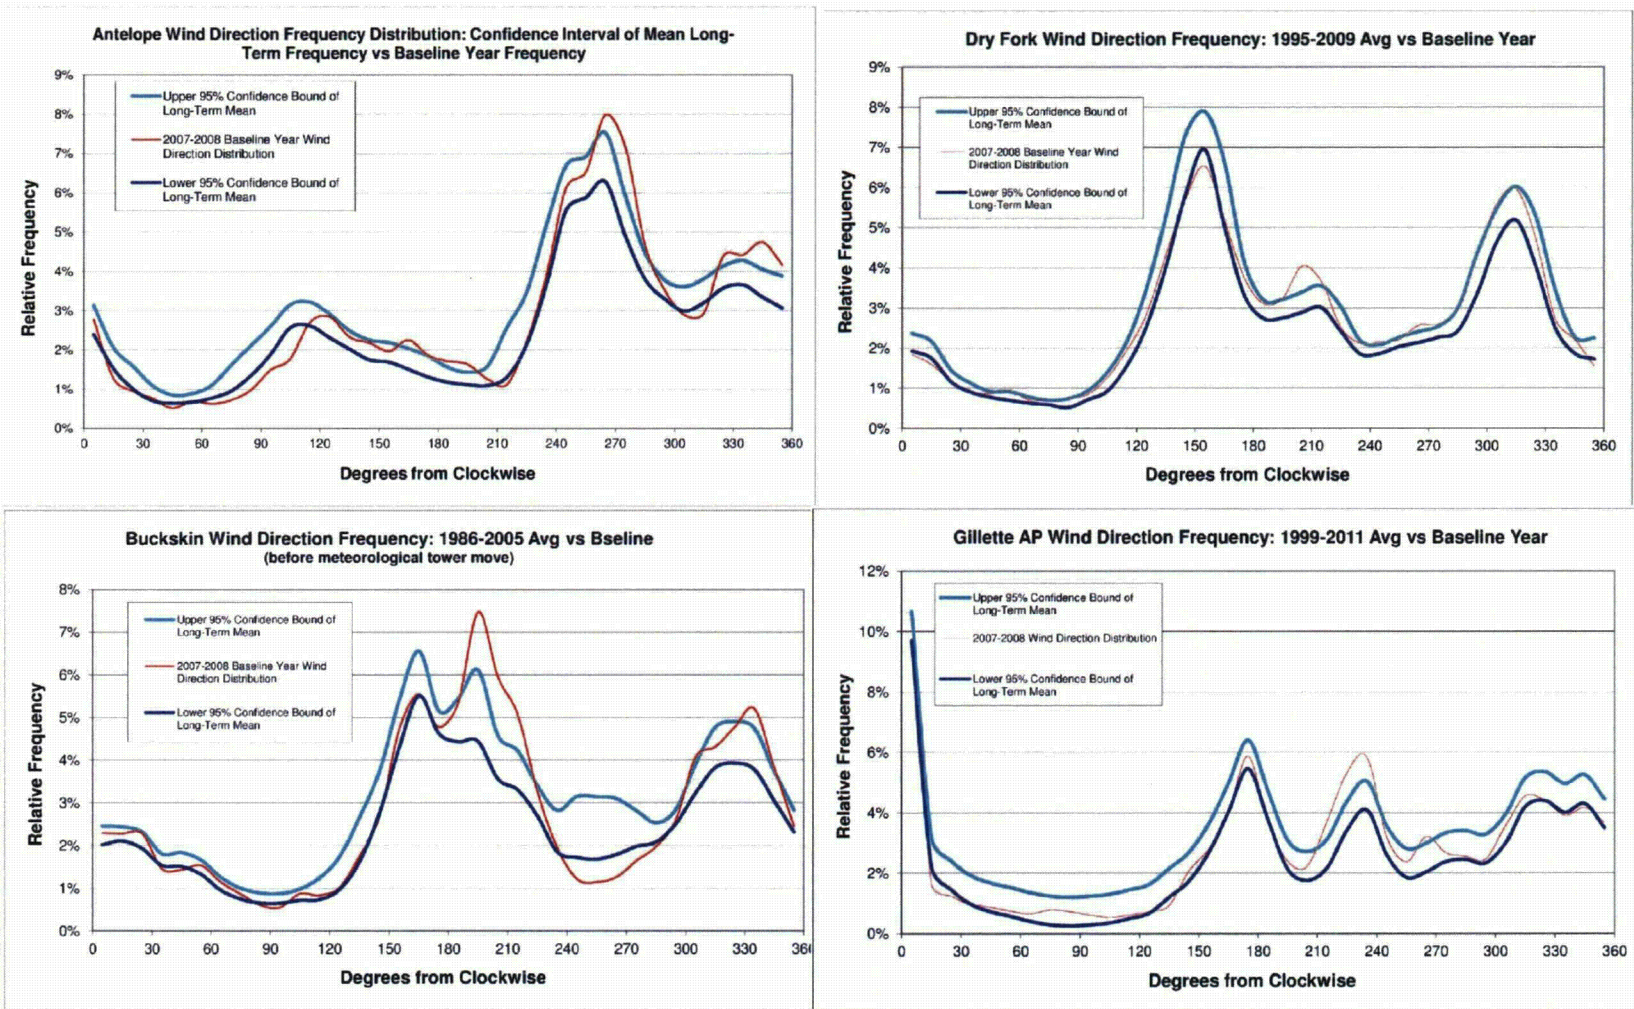 Antelope Wind Direction Frequency Distribution: Confidence Interval of Mean Long-
Term Frequency vs Baseline Year Frequency
9%
8%
7%
6%
5%
4%
3%
2%
1%
0%
Relative Frequency
Upper 95% Confidence Bound of
Long-Term Mean
2007-2008 Baseline Year Wind
Direction Distribution
Lower 95% Confidence Bound of
Long-Term Mean
0 30 60 90 120 150 180 210 240 270 300 330 360
Degrees from Clockwise
Dry Fork Wind Direction Frequency: 1995-2009 Avg vs Baseline Year
9%
8%
7%
6%
5%
4%
3%
2%
1%
0%
Relative Frequency
Upper 95% Confidence Bound of
Long-Term Mean
2007-2008 Baseline Year Wind
Direction Distribution
Lower 95% Confidence Bound of
Long-Term Mean
0 30 60 90 120 150 180 210 240 270 300 330 360
Degrees from Clockwise
Buckskin Wind Direction Frequency: 1986-2005 Avg vs Bseline
(before meteorological tower move)
8%
7%
6%
5%
4%
3%
2%
1%
0%
Relative Frequency
Upper 95% Confidence Bound of
Long-Term Mean
2007-2008 Baseline Year Wind
Direction Distribution
Lower 95% Confidence Bound of
Long-Term Mean
0 30 60 90 120 150 180 210 240 270 300 330 360
Degrees from Clockwise
Gillette AP Wind Direction Frequency: 1999-2011 Avg vs Baseline Year
12%
10%
8%
6%
4%
2%
0%
Relative Frequency
Upper 95% Confidence Bound of
Long-Term Mean
2007-2008 Wind Direction Distribution
Lower 95% Confidence Bound of
Long-Term Mean
0 30 60 90 120 150 180 210 240 270 300 330 360
Degrees from Clockwise